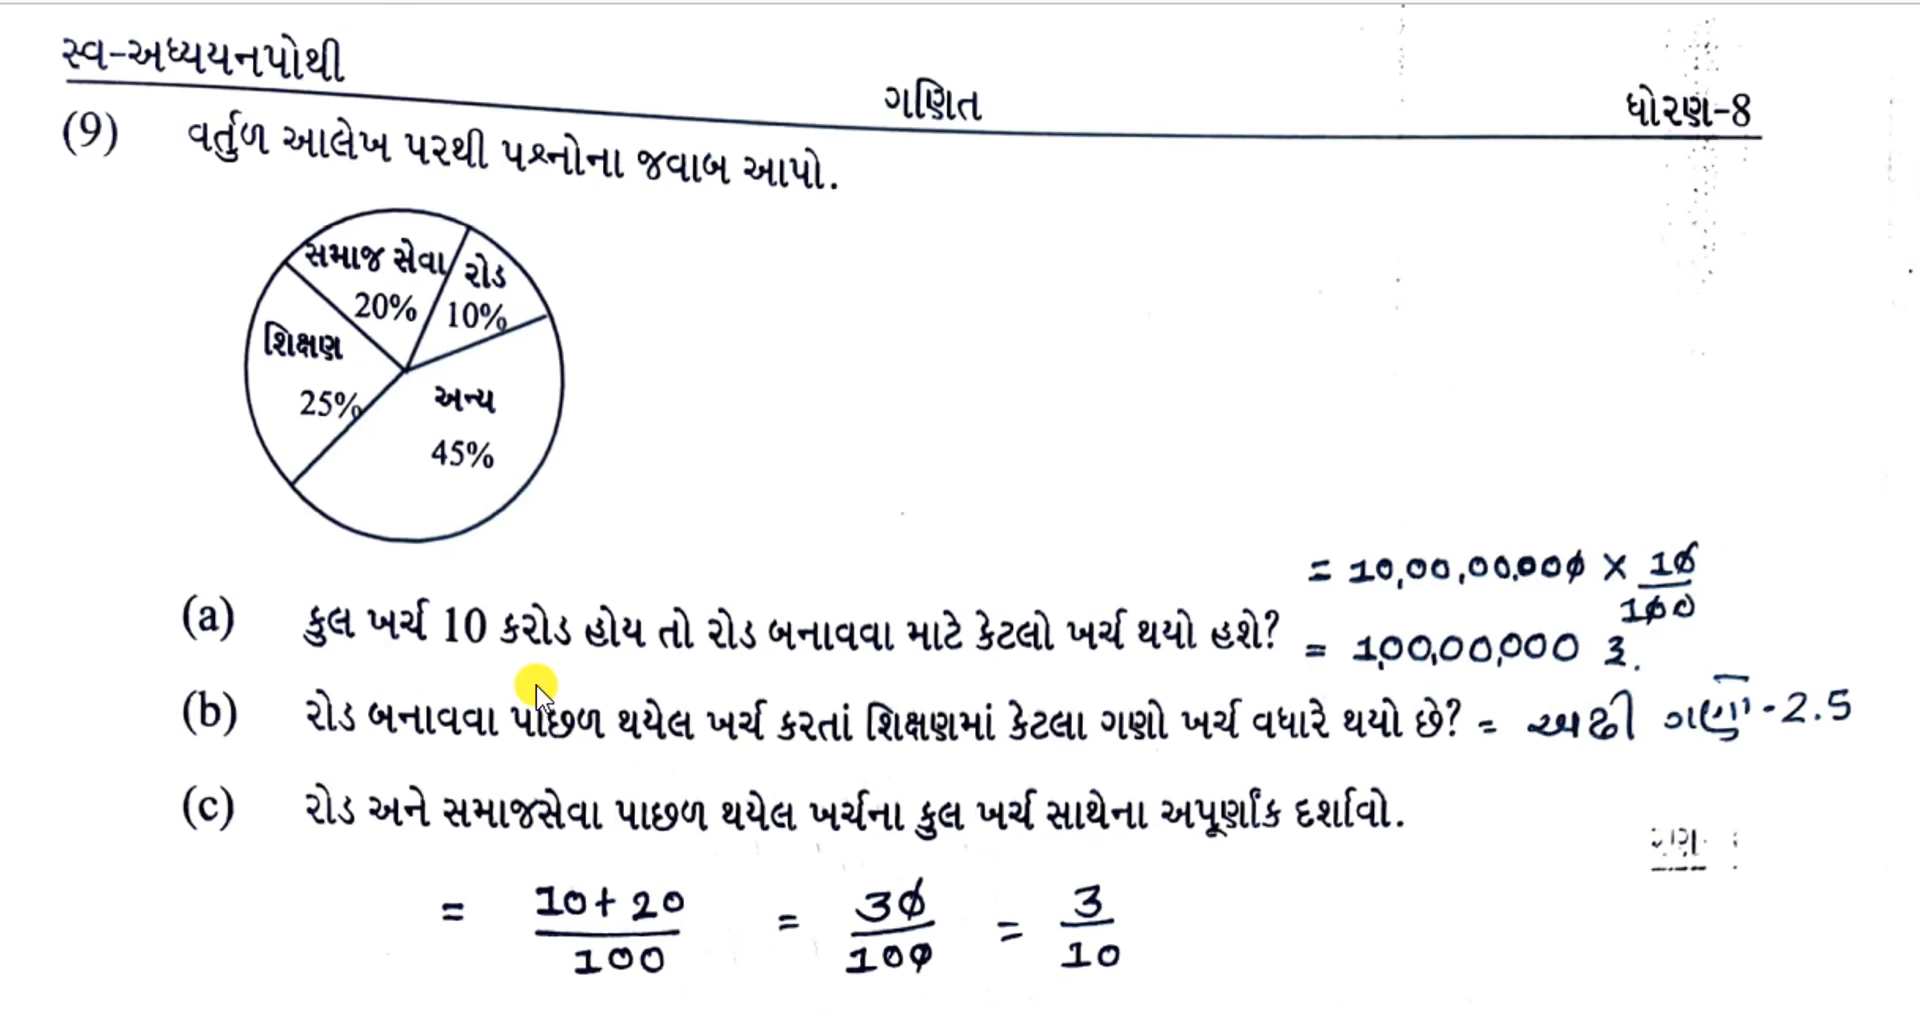 સ્વ-અધ્યયનપોથી
ગણિત
ધોરણ-8
(9) વર્તુળ આલેખ પરથી પશ્નોના જવાબ આપો.
સમાજ સેવા
20%
રોડ
10%
શિક્ષણ
25%
અન્ય
45%
= 10,00,00,000 × 10/100
(a) કુલ ખર્ચ 10 કરોડ હોય તો રોડ બનાવવા માટે કેટલો ખર્ચ થયો હશે?
= 1,00,00,000 રૂ.
(b) રોડ બનાવવા પાછળ થયેલ ખર્ચ કરતાં શિક્ષણમાં કેટલા ગણો ખર્ચ વધારે થયો છે? = અઢી ગણો - 2.5
(c) રોડ અને સમાજસેવા પાછળ થયેલ ખર્ચના કુલ ખર્ચ સાથેના અપૂર્ણાંક દર્શાવો.
= 10+20/100 = 30/100 = 3/10